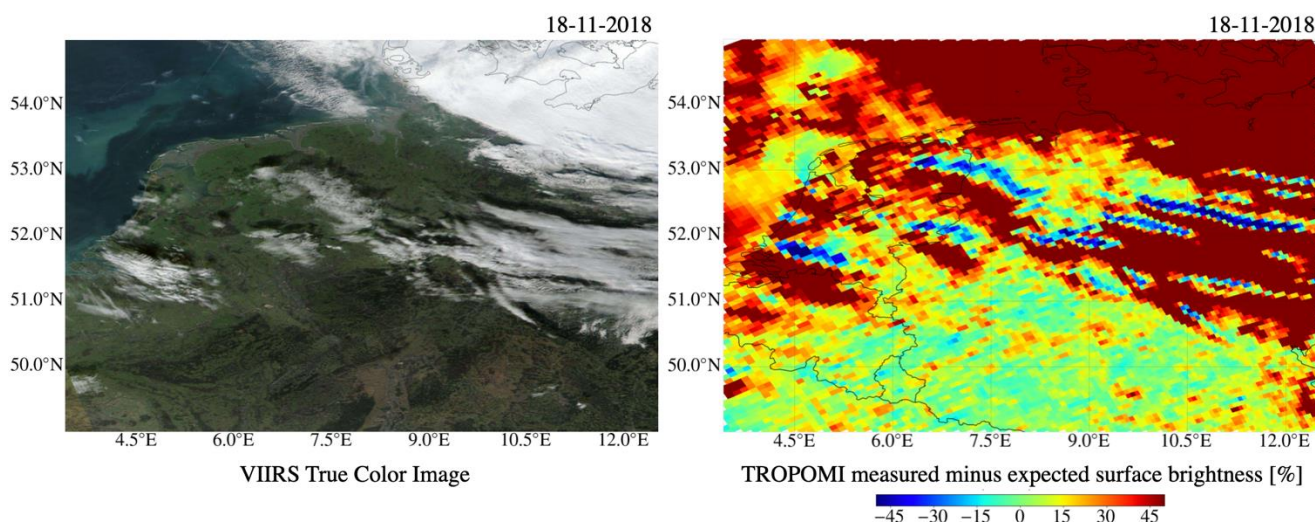 18-11-2018
54.0°N
53.0°N
52.0°N
51.0°N
50.0°N
4.5°E 6.0°E 7.5°E 9.0°E 10.5°E 12.0°E
VIIRS True Color Image
18-11-2018
54.0°N
53.0°N
52.0°N
51.0°N
50.0°N
4.5°E 6.0°E 7.5°E 9.0°E 10.5°E 12.0°E
TROPOMI measured minus expected surface brightness [%]
−45 −30 −15 0 15 30 45